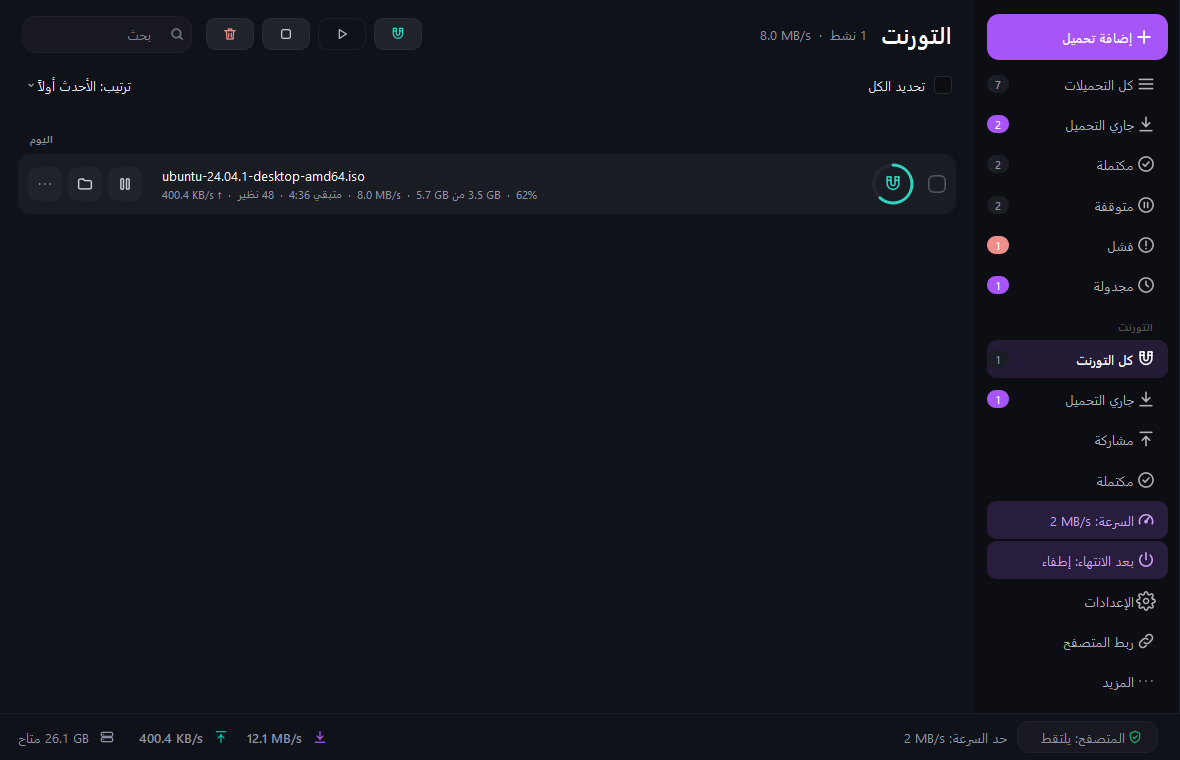 إضافة تحميل
كل التحميلات 7
جاري التحميل 2
مكتملة 2
متوقفة 2
فشل 1
مجدولة 1
التورنت
كل التورنت 1
جاري التحميل 1
مشاركة
مكتملة
السرعة: 2 MB/s
بعد الانتهاء: إطفاء
الإعدادات
ربط المتصفح
المزيد
التورنت 1 نشط · 8.0 MB/s
بحث
تحديد الكل
ترتيب: الأحدث أولاً
اليوم
ubuntu-24.04.1-desktop-amd64.iso
62% · 3.5 GB من 5.7 GB · 8.0 MB/s · متبقي 4:36 · 48 نظير · ↑ 400.4 KB/s
المتصفح: يلتقط
حد السرعة: 2 MB/s
12.1 MB/s
400.4 KB/s
26.1 GB متاح